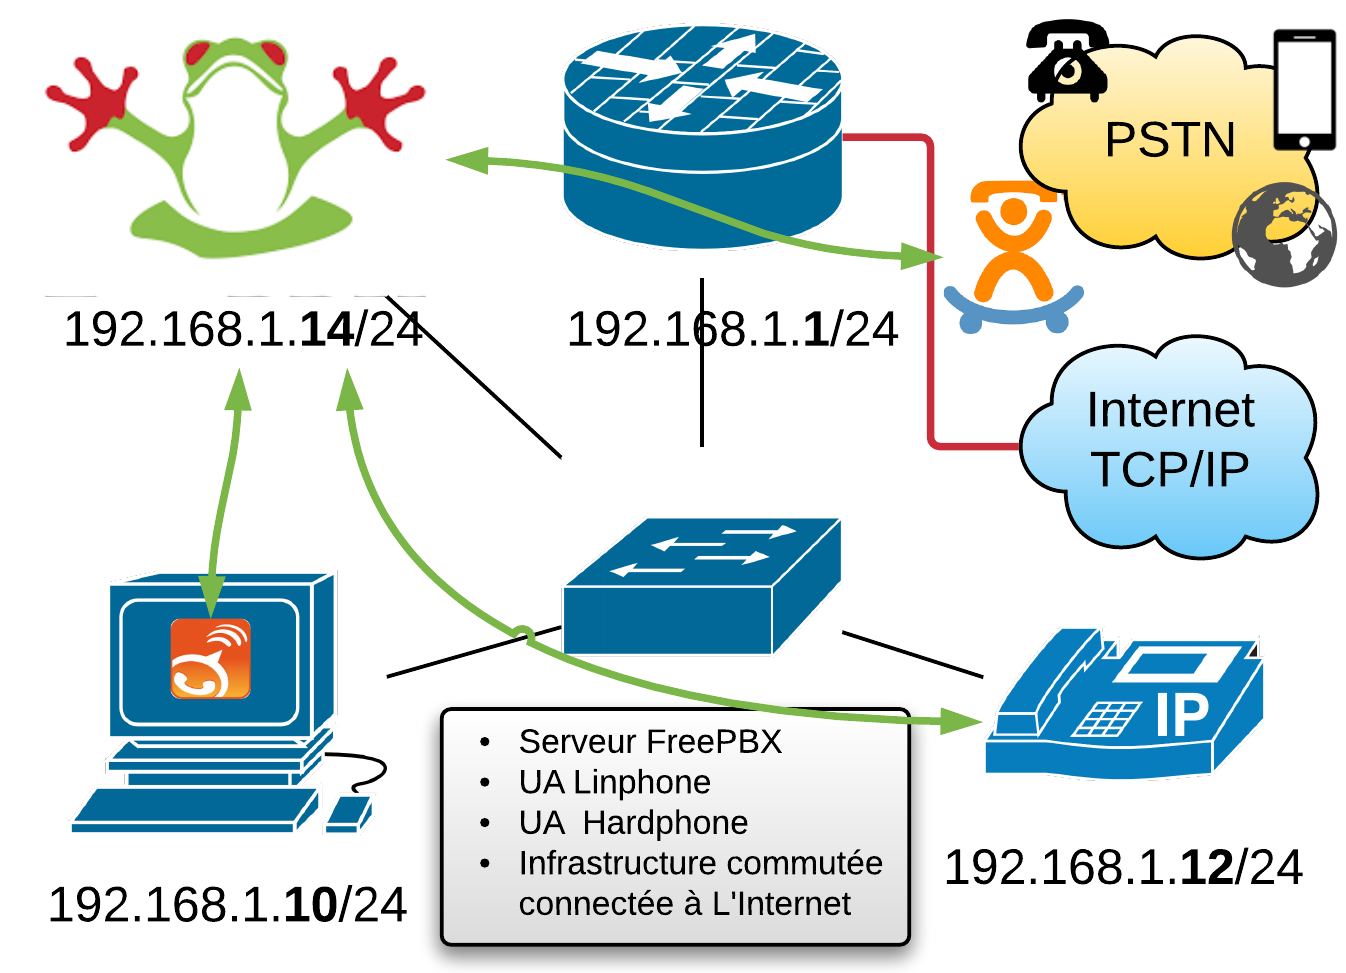 PSTN
192.168.1.14/24
192.168.1.1/24
Internet
TCP/IP
IP
• Serveur FreePBX
• UA Linphone
• UA  Hardphone
• Infrastructure commutée
connectée à L'Internet
192.168.1.10/24
192.168.1.12/24